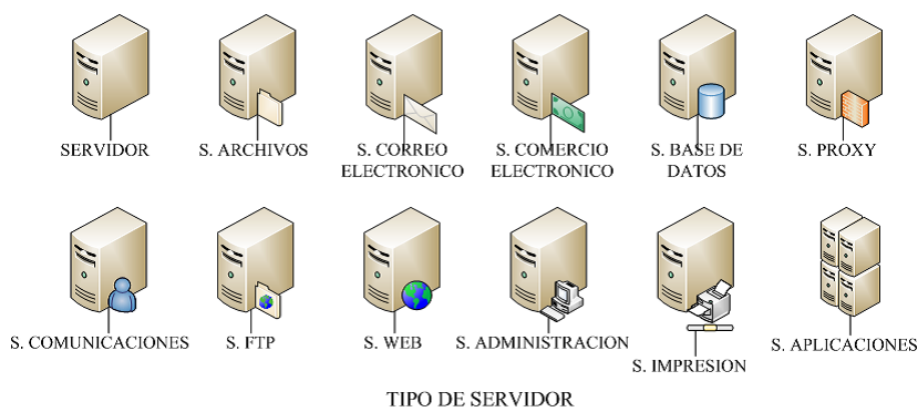 SERVIDOR
S. ARCHIVOS
S. CORREO
ELECTRONICO
S. COMERCIO
ELECTRONICO
S. BASE DE
DATOS
S. PROXY
S. COMUNICACIONES
S. FTP
S. WEB
S. ADMINISTRACION
S. IMPRESION
S. APLICACIONES
TIPO DE SERVIDOR